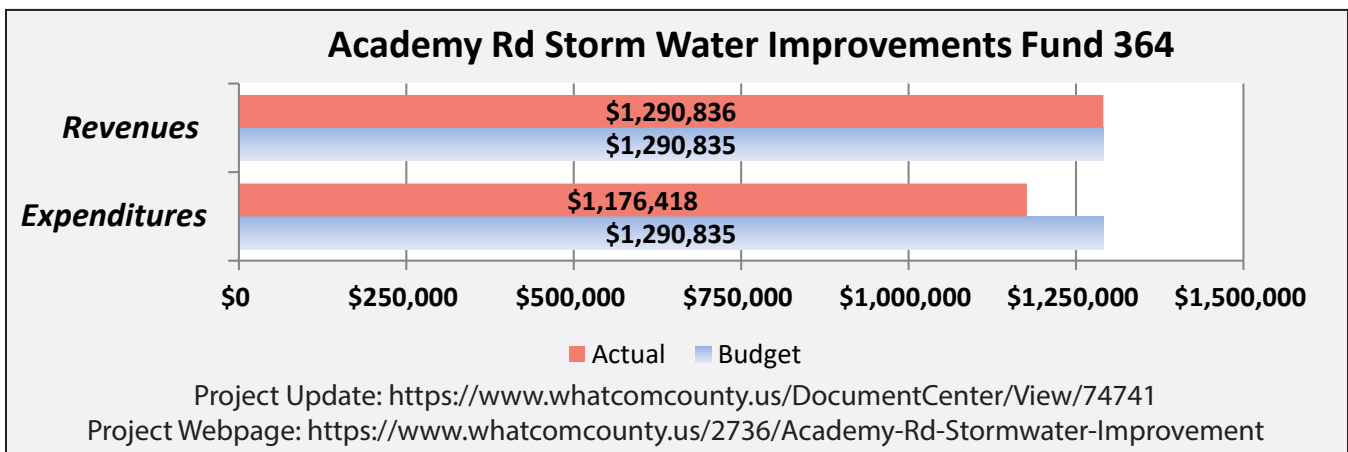 Academy Rd Storm Water Improvements Fund 364
Revenues
$1,290,836
$1,290,835
Expenditures
$1,176,418
$1,290,835
$0 $250,000 $500,000 $750,000 $1,000,000 $1,250,000 $1,500,000
Actual Budget
Project Update: https://www.whatcomcounty.us/DocumentCenter/View/74741
Project Webpage: https://www.whatcomcounty.us/2736/Academy-Rd-Stormwater-Improvement